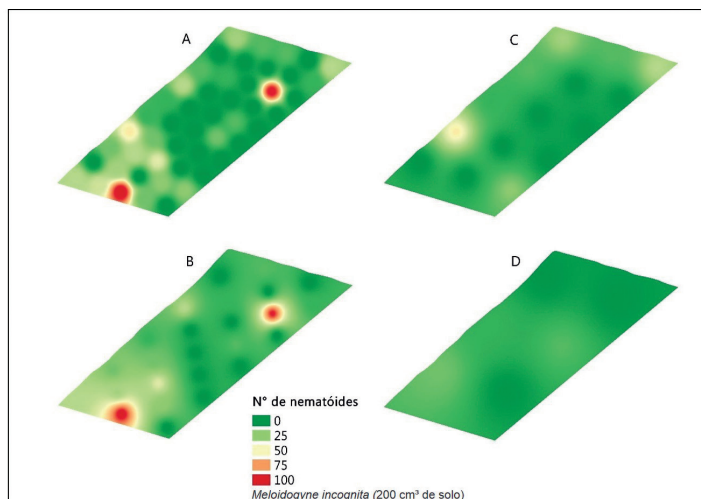 A
C
B
D
N° de nematóides
0
25
50
75
100
Meloidogyne incognita (200 cm³ de solo)